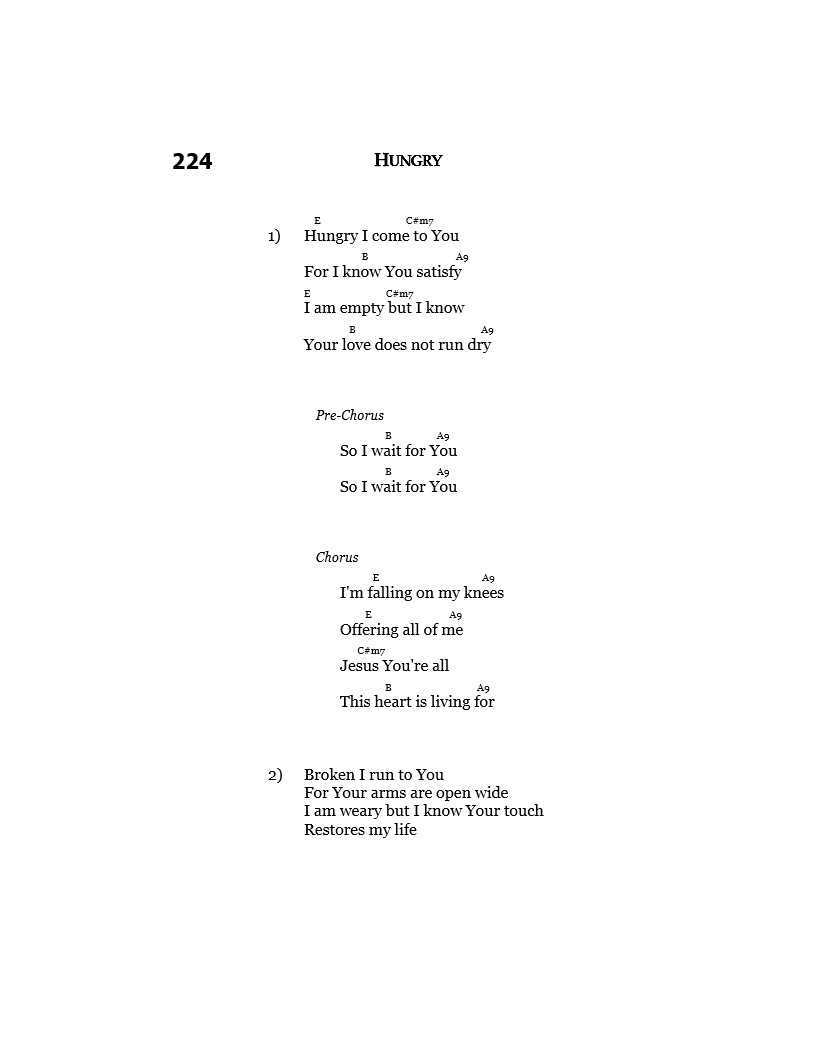 224 HUNGRY
E C#m7
1) Hungry I come to You
B A9
For I know You satisfy
E C#m7
I am empty but I know
B A9
Your love does not run dry
Pre-Chorus
B A9
So I wait for You
B A9
So I wait for You
Chorus
E A9
I'm falling on my knees
E A9
Offering all of me
C#m7
Jesus You're all
B A9
This heart is living for
2) Broken I run to You
For Your arms are open wide
I am weary but I know Your touch
Restores my life